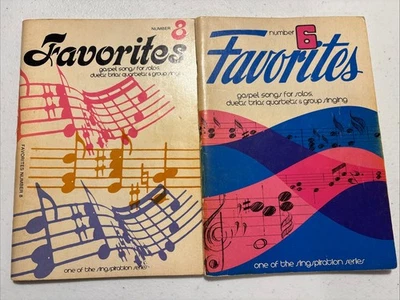 NUMBER 8
Favorites
gospel songs for solos,
duets, trios, quartets & group singing
FAVORITES NUMBER 8
one of the singspiration series
number 6
Favorites
gospel songs for solos,
duets, trios, quartets & group singing
one of the singspiration series